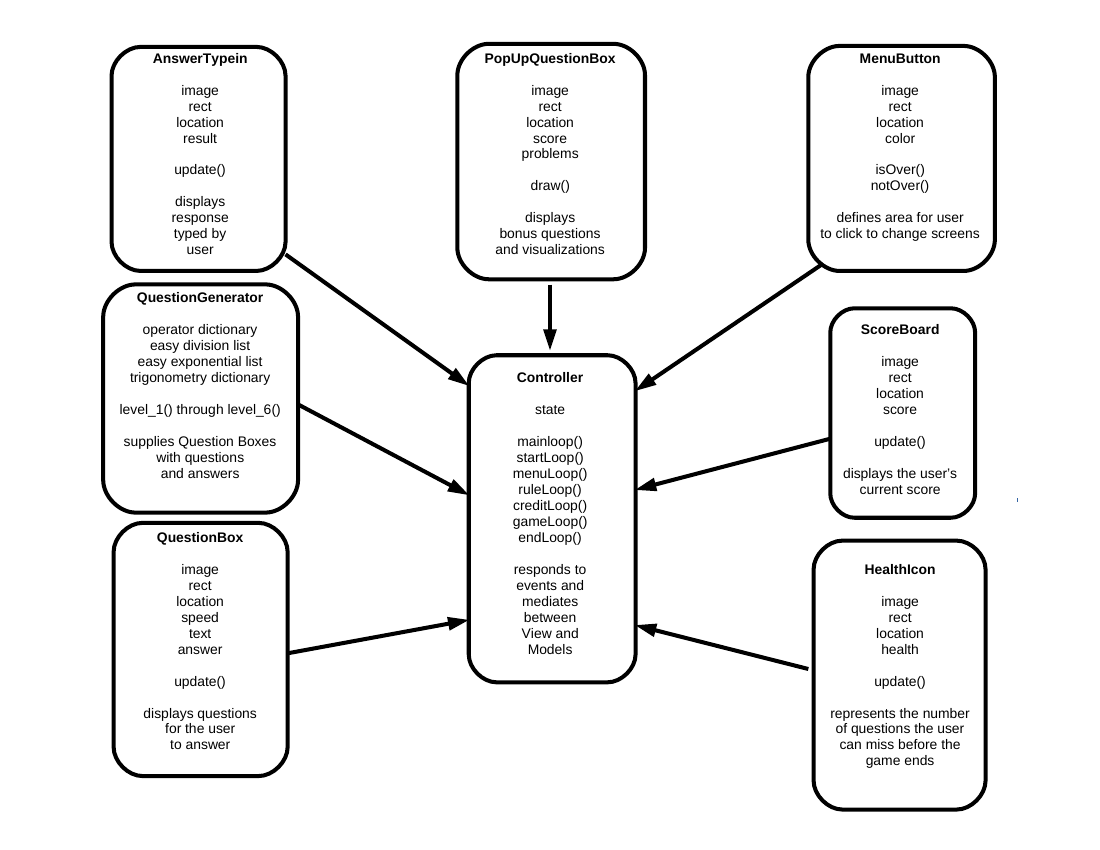 AnswerTypein
image
rect
location
result
update()
displays
response
typed by
user
PopUpQuestionBox
image
rect
location
score
problems
draw()
displays
bonus questions
and visualizations
MenuButton
image
rect
location
color
isOver()
notOver()
defines area for user
to click to change screens
QuestionGenerator
operator dictionary
easy division list
easy exponential list
trigonometry dictionary
level_1() through level_6()
supplies Question Boxes
with questions
and answers
Controller
state
mainloop()
startLoop()
menuLoop()
ruleLoop()
creditLoop()
gameLoop()
endLoop()
responds to
events and
mediates
between
View and
Models
ScoreBoard
image
rect
location
score
update()
displays the user's
current score
QuestionBox
image
rect
location
speed
text
answer
update()
displays questions
for the user
to answer
HealthIcon
image
rect
location
health
update()
represents the number
of questions the user
can miss before the
game ends